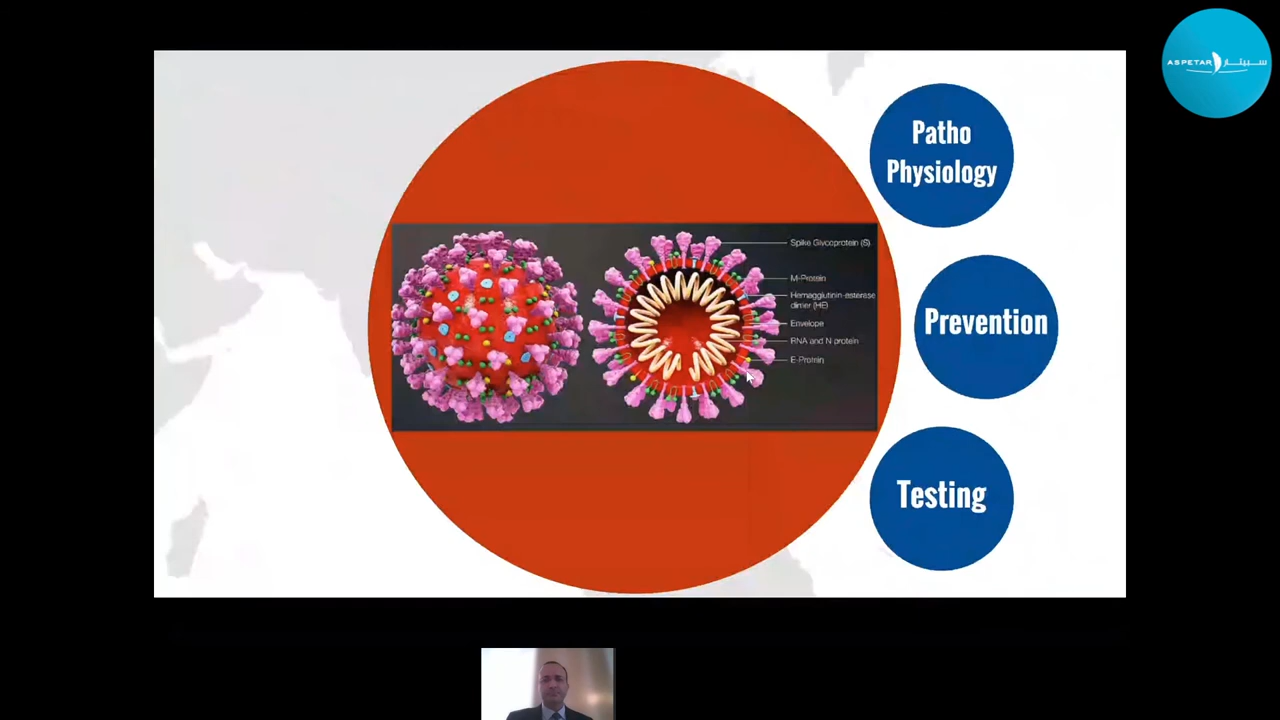 ASPETAR سبيتار
Patho
Physiology
Spike Glycoprotein (S)
M-Protein
Hemagglutinin-esterase
dimer (HE)
Envelope
RNA and N protein
E-Protein
Prevention
Testing